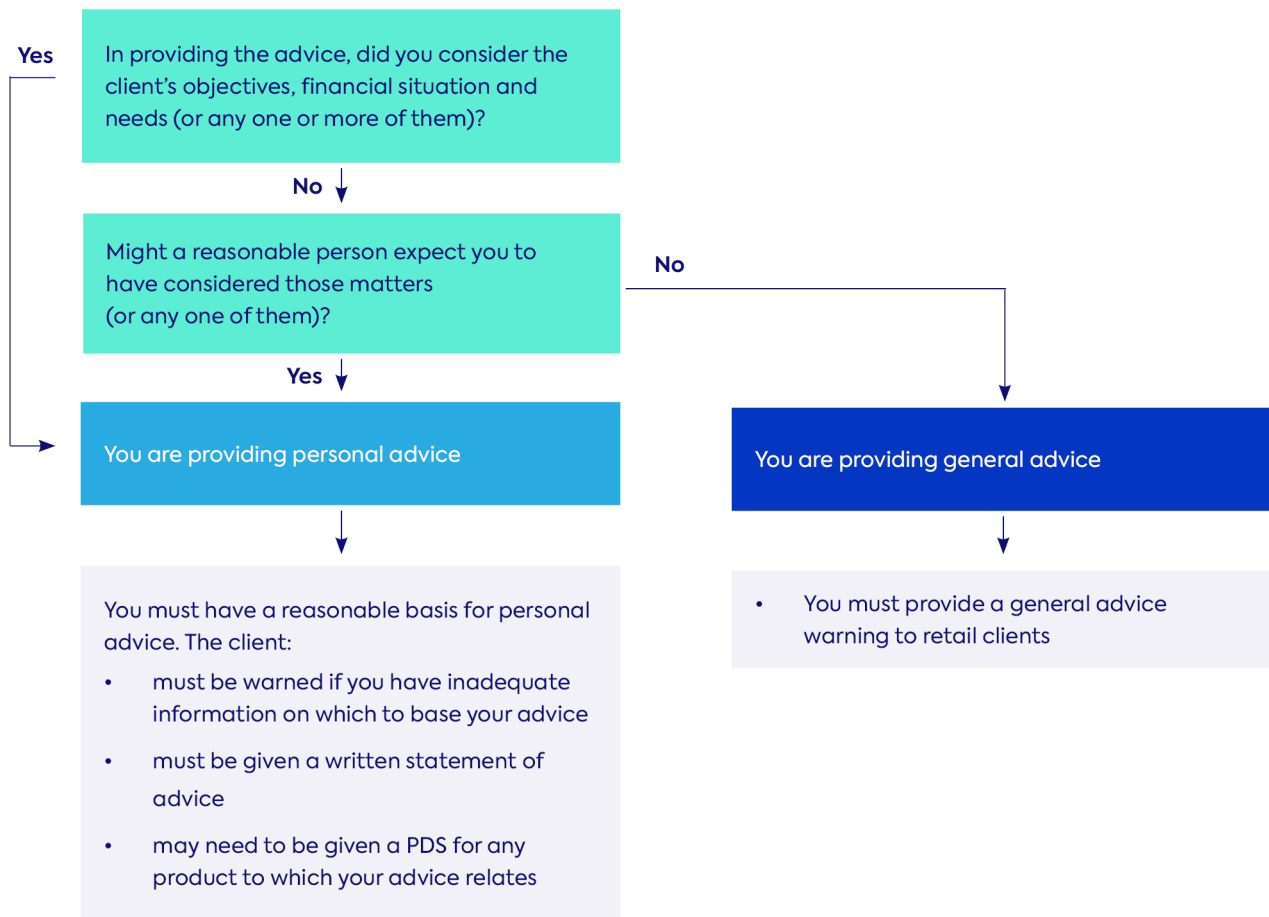 Yes
In providing the advice, did you consider the
client’s objectives, financial situation and
needs (or any one or more of them)?
No
Might a reasonable person expect you to
have considered those matters
(or any one of them)?
No
Yes
You are providing personal advice
You are providing general advice
You must have a reasonable basis for personal
advice. The client:
• must be warned if you have inadequate
information on which to base your advice
• must be given a written statement of
advice
• may need to be given a PDS for any
product to which your advice relates
• You must provide a general advice
warning to retail clients